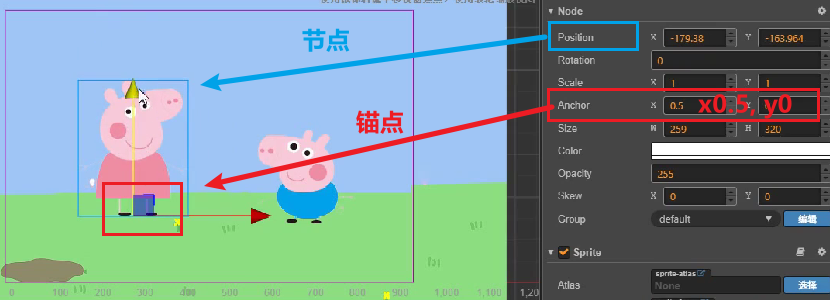 节点
锚点
Node
Position X -179.38 Y -163.964
Rotation 0
Scale X 1 Y 1
Anchor X 0.5 x0.5, y0
Size W 259 H 320
Color
Opacity 255
Skew X 0 Y 0
Group default 编辑
Sprite
sprite-atlas
Atlas None 选择
0 100 200 300 400 500 600 700 800 900 1,000 1,100 1,20